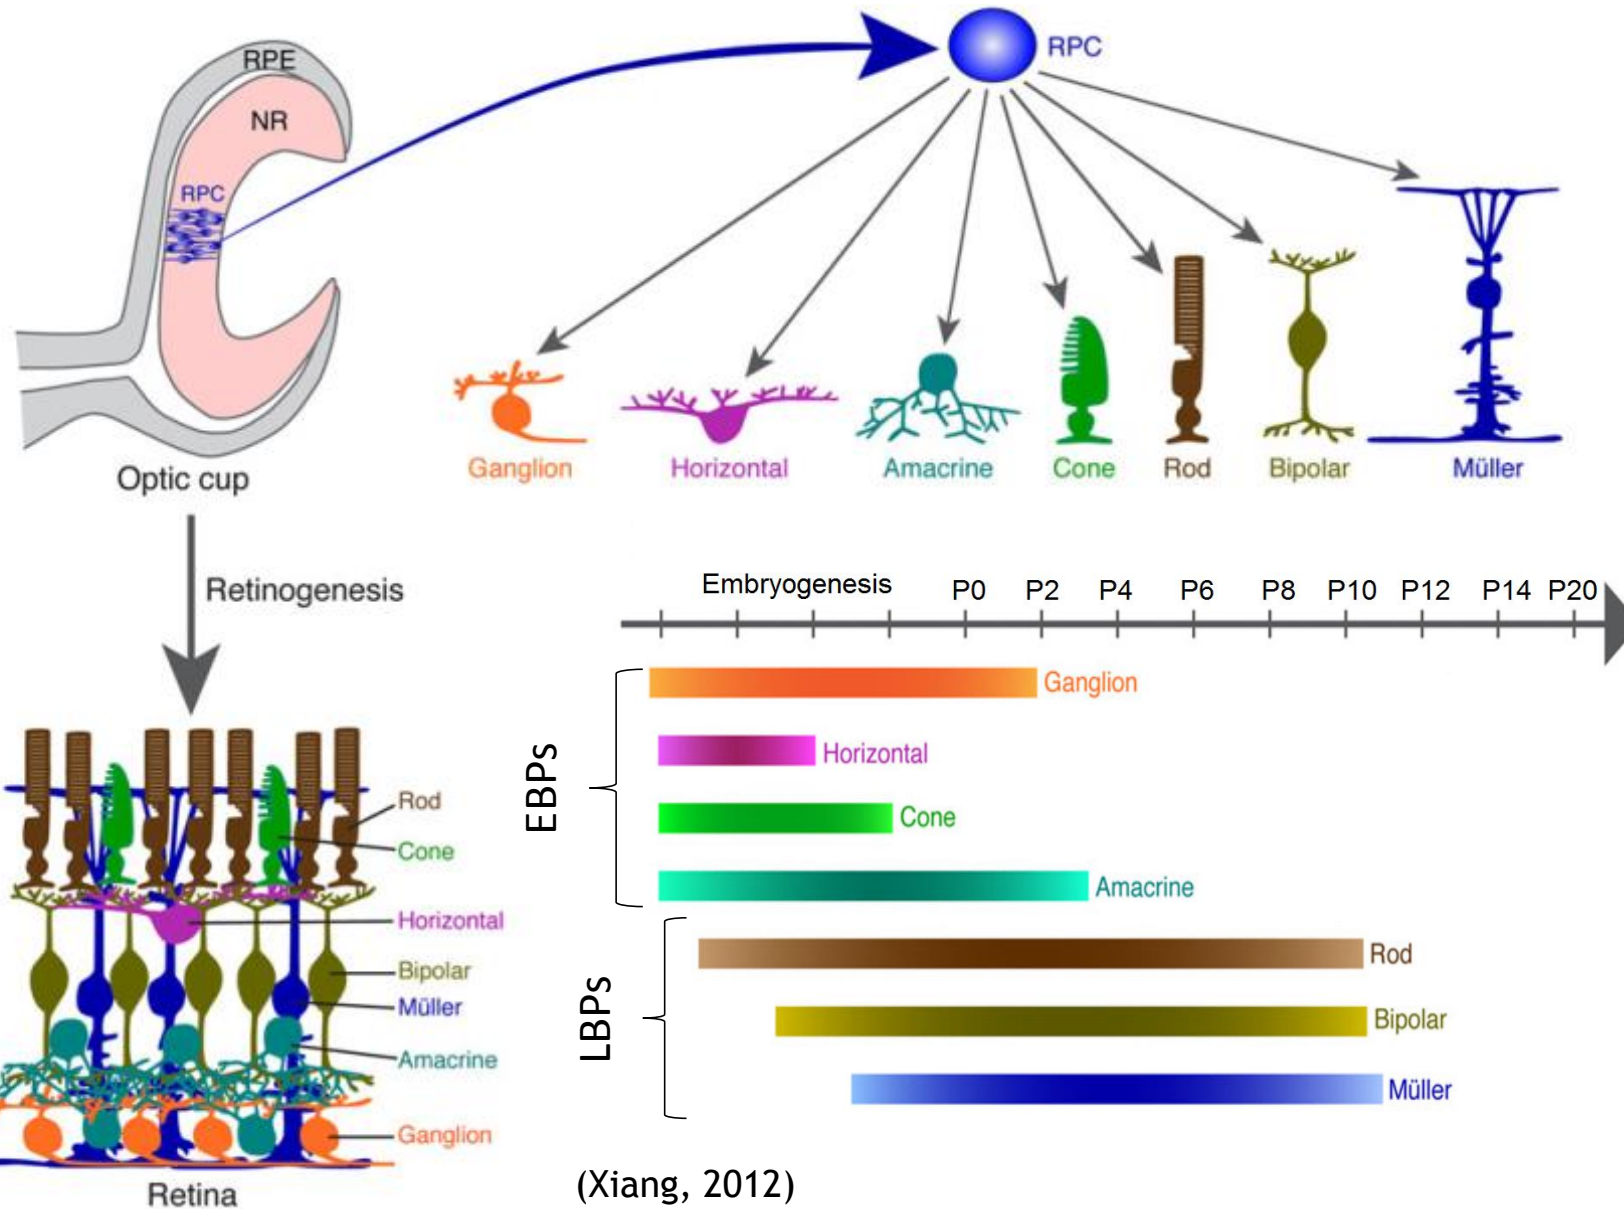 RPE
NR
RPC
Optic cup
RPC
Ganglion
Horizontal
Amacrine
Cone
Rod
Bipolar
Müller
Retinogenesis
Rod
Cone
Horizontal
Bipolar
Müller
Amacrine
Ganglion
Retina
Embryogenesis P0 P2 P4 P6 P8 P10 P12 P14 P20
EBPs
Ganglion
Horizontal
Cone
Amacrine
LBPs
Rod
Bipolar
Müller
(Xiang, 2012)